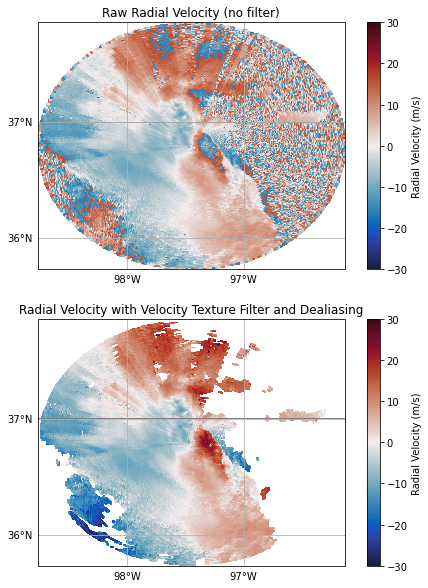 Raw Radial Velocity (no filter)
37°N
36°N
98°W 97°W
30
20
10
0
−10
−20
−30
Radial Velocity (m/s)
Radial Velocity with Velocity Texture Filter and Dealiasing
37°N
36°N
98°W 97°W
30
20
10
0
−10
−20
−30
Radial Velocity (m/s)